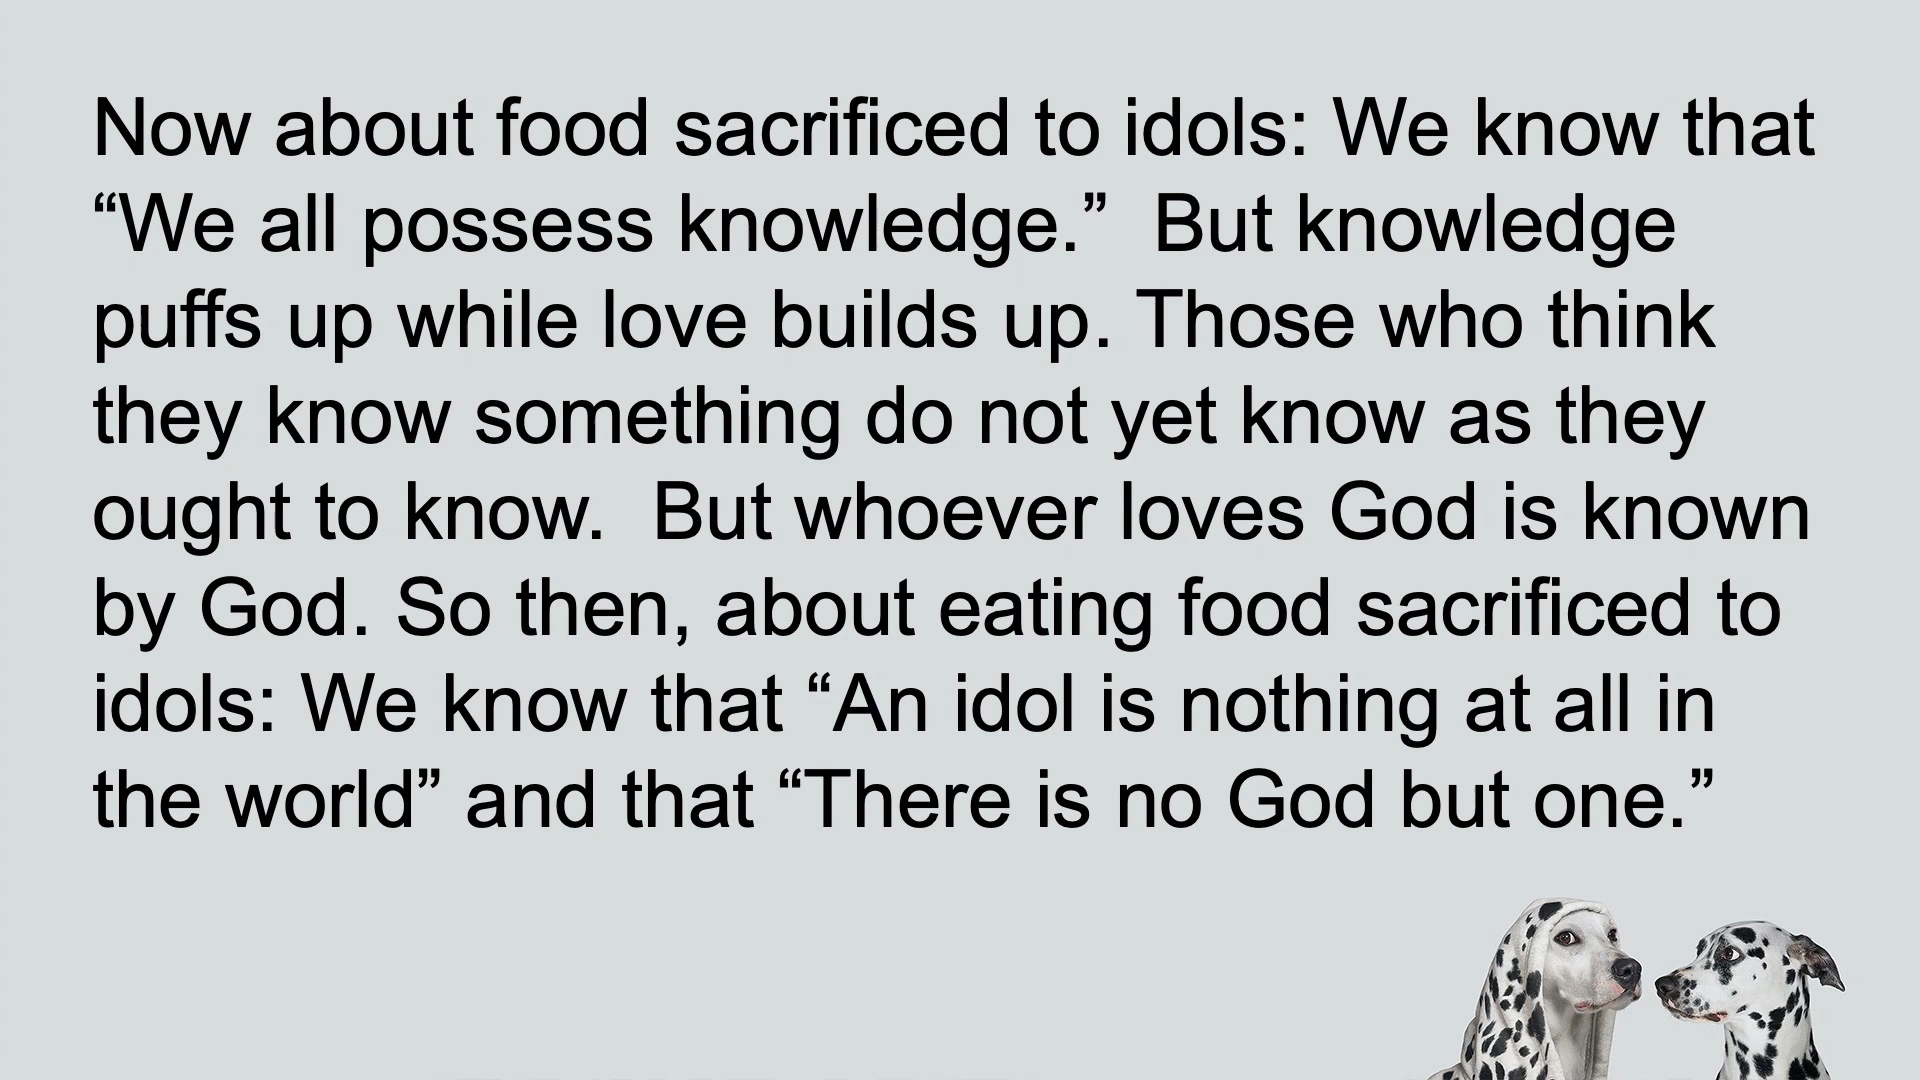 Now about food sacrificed to idols: We know that
“We all possess knowledge.”  But knowledge
puffs up while love builds up. Those who think
they know something do not yet know as they
ought to know.  But whoever loves God is known
by God. So then, about eating food sacrificed to
idols: We know that “An idol is nothing at all in
the world” and that “There is no God but one.”